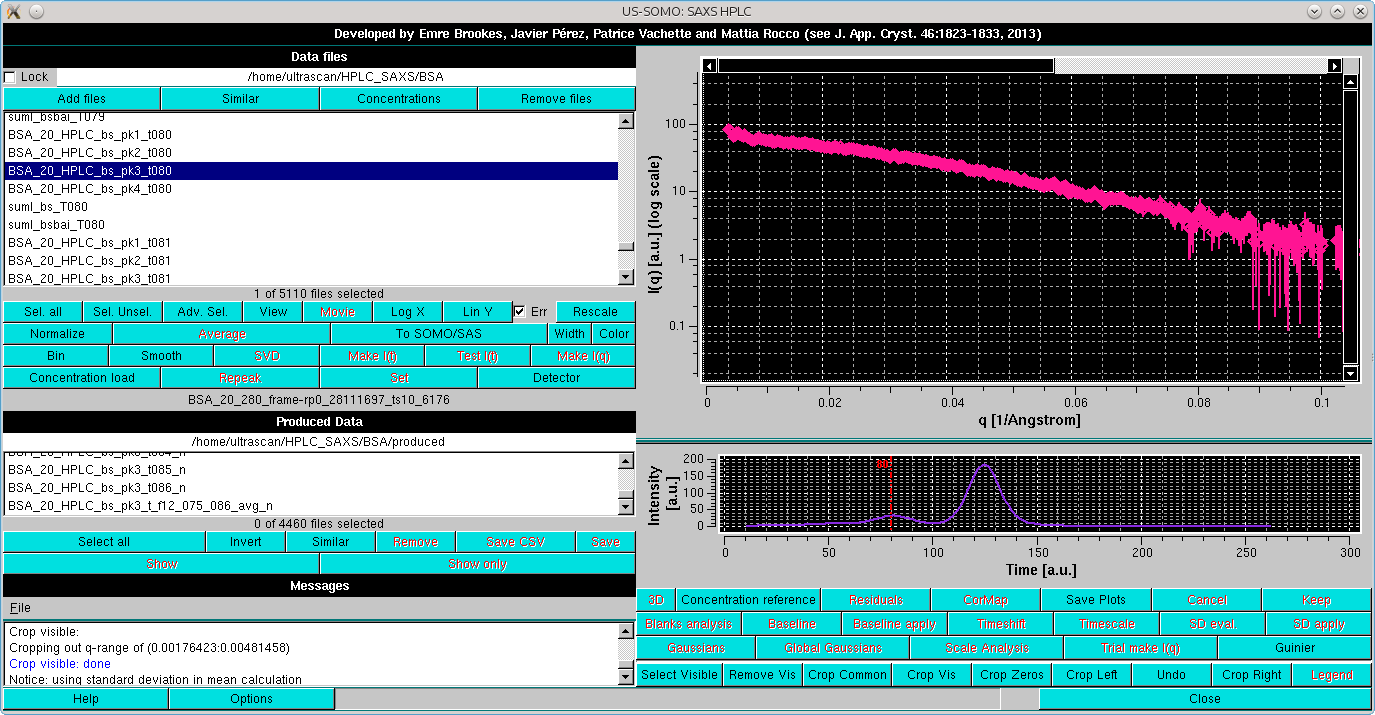 US-SOMO: SAXS HPLC
Developed by Emre Brookes, Javier Pérez, Patrice Vachette and Mattia Rocco (see J. App. Cryst. 46:1823-1833, 2013)
Data files
Lock /home/ultrascan/HPLC_SAXS/BSA
Add files Similar Concentrations Remove files
suml_bsbai_T079
BSA_20_HPLC_bs_pk1_t080
BSA_20_HPLC_bs_pk2_t080
BSA_20_HPLC_bs_pk3_t080
BSA_20_HPLC_bs_pk4_t080
suml_bs_T080
suml_bsbai_T080
BSA_20_HPLC_bs_pk1_t081
BSA_20_HPLC_bs_pk2_t081
BSA_20_HPLC_bs_pk3_t081
1 of 5110 files selected
Sel. all Sel. Unsel. Adv. Sel. View Movie Log X Lin Y Err Rescale
Normalize Average To SOMO/SAS Width Color
Bin Smooth SVD Make I(t) Test I(t) Make I(q)
Concentration load Repeak Set Detector
BSA_20_280_frame-rp0_28111697_ts10_6176
Produced Data
/home/ultrascan/HPLC_SAXS/BSA/produced
BSA_20_HPLC_bs_pk3_t084_n
BSA_20_HPLC_bs_pk3_t085_n
BSA_20_HPLC_bs_pk3_t086_n
BSA_20_HPLC_bs_pk3_t_f12_075_086_avg_n
0 of 4460 files selected
Select all Invert Similar Remove Save CSV Save
Show Show only
Messages
File
Crop visible:
Cropping out q-range of (0.00176423:0.00481458)
Crop visible: done
Notice: using standard deviation in mean calculation
Help Options
I(q) [a.u.] (log scale)
100
10
1
0.1
0 0.02 0.04 0.06 0.08 0.1
q [1/Angstrom]
Intensity
[a.u.]
200
150
100
50
0
0 50 100 150 200 250 300
Time [a.u.]
3D Concentration reference Residuals CorMap Save Plots Cancel Keep
Blanks analysis Baseline Baseline apply Timeshift Timescale SD eval. SD apply
Gaussians Global Gaussians Scale Analysis Trial make I(q) Guinier
Select Visible Remove Vis Crop Common Crop Vis Crop Zeros Crop Left Undo Crop Right Legend
Close